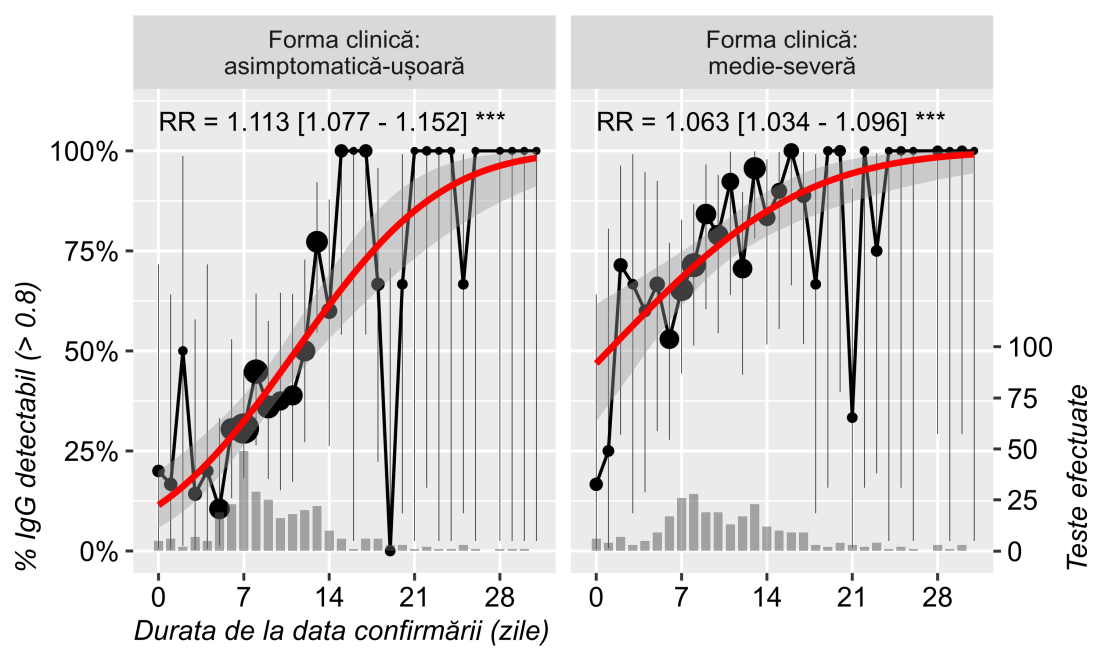 Forma clinică:
asimptomatică-ușoară
Forma clinică:
medie-severă
RR = 1.113 [1.077 - 1.152] ***
RR = 1.063 [1.034 - 1.096] ***
100%
75%
50%
25%
0%
% IgG detectabil (> 0.8)
100
75
50
25
0
Teste efectuate
0 7 14 21 28
0 7 14 21 28
Durata de la data confirmării (zile)